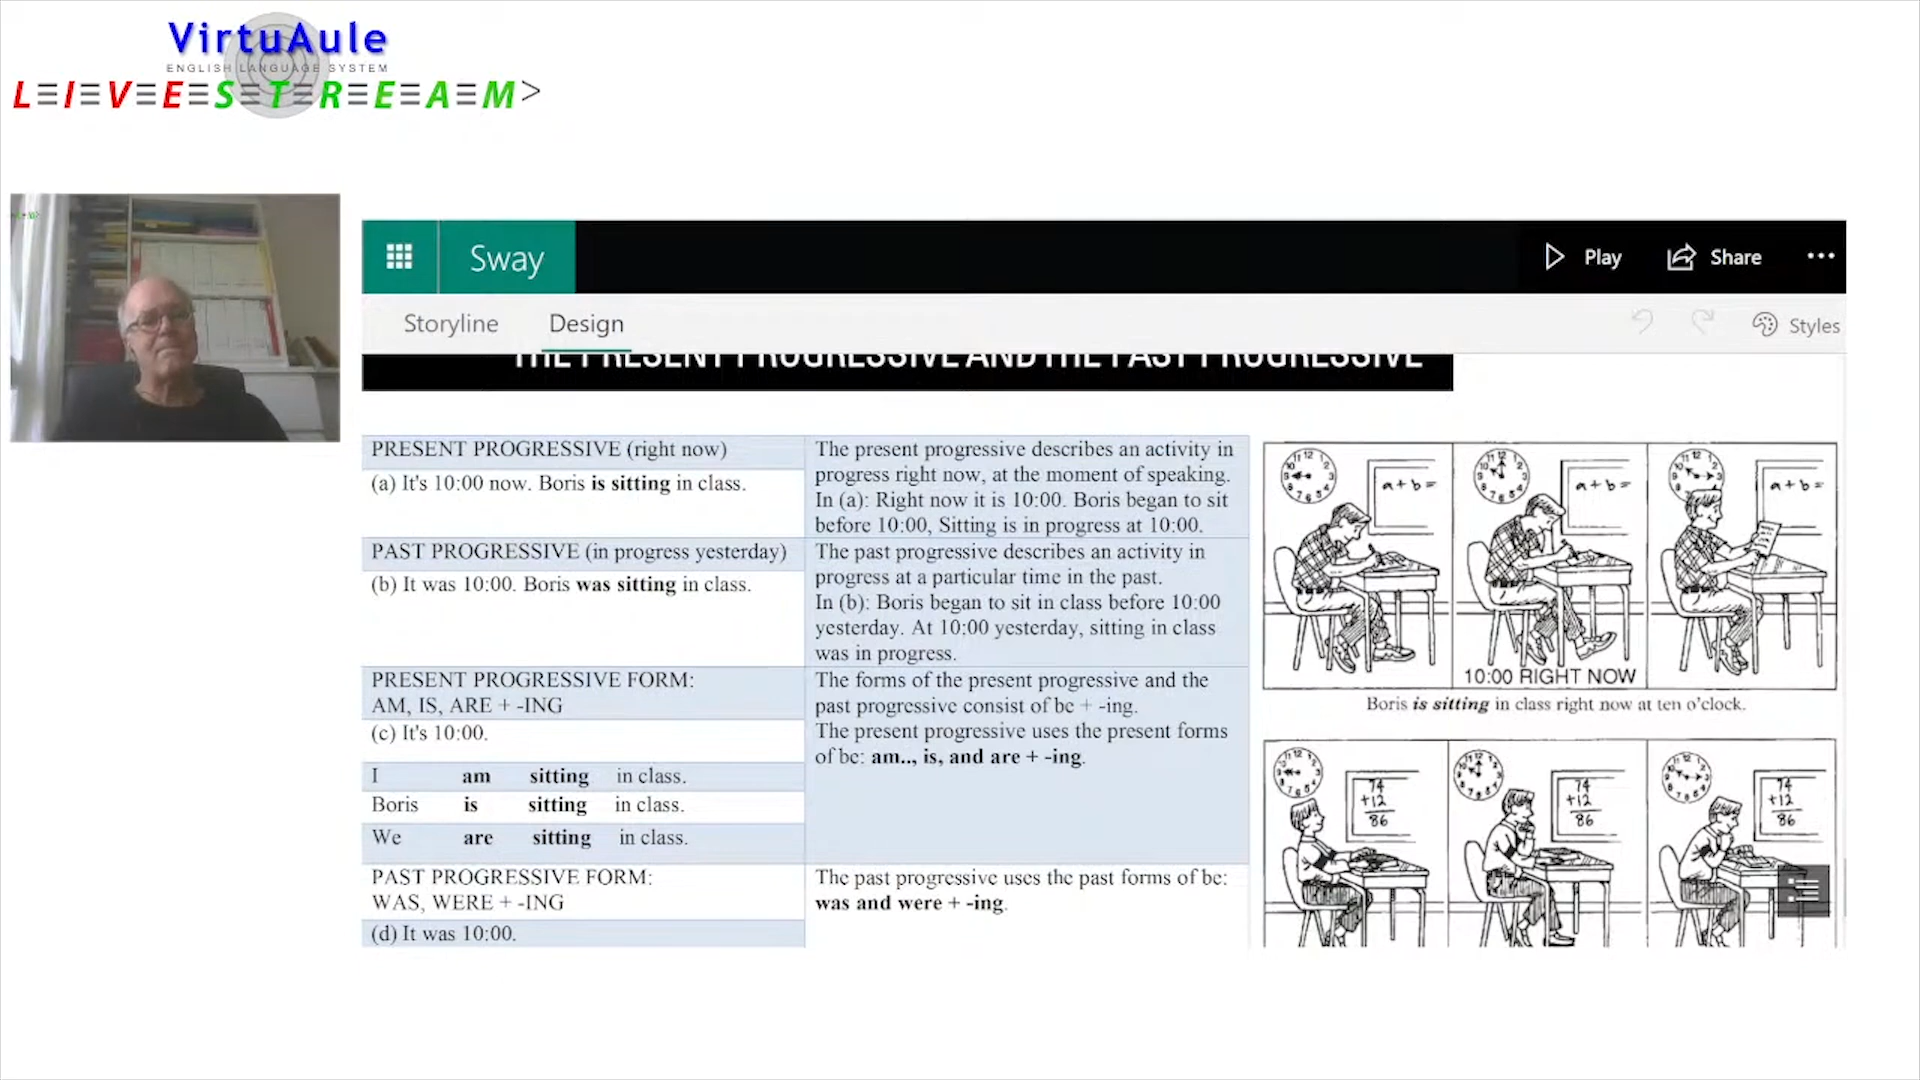 VirtuAule
ENGLISH LANGUAGE SYSTEM
L≡I≡V≡E≡S≡T≡R≡E≡A≡M>
Sway
Play
Share
Storyline
Design
Styles
THE PRESENT PROGRESSIVE AND THE PAST PROGRESSIVE
PRESENT PROGRESSIVE (right now)
(a) It's 10:00 now. Boris is sitting in class.
The present progressive describes an activity in
progress right now, at the moment of speaking.
In (a): Right now it is 10:00. Boris began to sit
before 10:00, Sitting is in progress at 10:00.
PAST PROGRESSIVE (in progress yesterday)
(b) It was 10:00. Boris was sitting in class.
The past progressive describes an activity in
progress at a particular time in the past.
In (b): Boris began to sit in class before 10:00
yesterday. At 10:00 yesterday, sitting in class
was in progress.
PRESENT PROGRESSIVE FORM:
AM, IS, ARE + -ING
(c) It's 10:00.
I am sitting in class.
Boris is sitting in class.
We are sitting in class.
The forms of the present progressive and the
past progressive consist of be + -ing.
The present progressive uses the present forms
of be: am.., is, and are + -ing.
PAST PROGRESSIVE FORM:
WAS, WERE + -ING
(d) It was 10:00.
The past progressive uses the past forms of be:
was and were + -ing.
a+b=
a+b=
a+b=
10:00 RIGHT NOW
Boris is sitting in class right now at ten o'clock.
74
+12
86
74
+12
86
74
+12
86